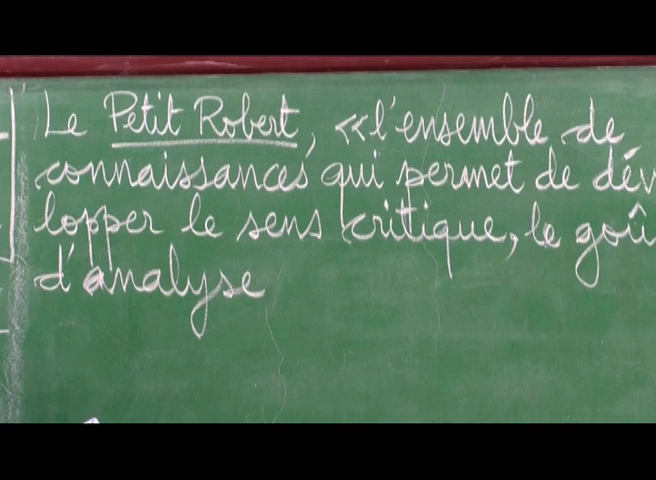 Le Petit Robert, «l'ensemble de
connaissances qui permet de dév
lopper le sens critique, le goû
d'analyse